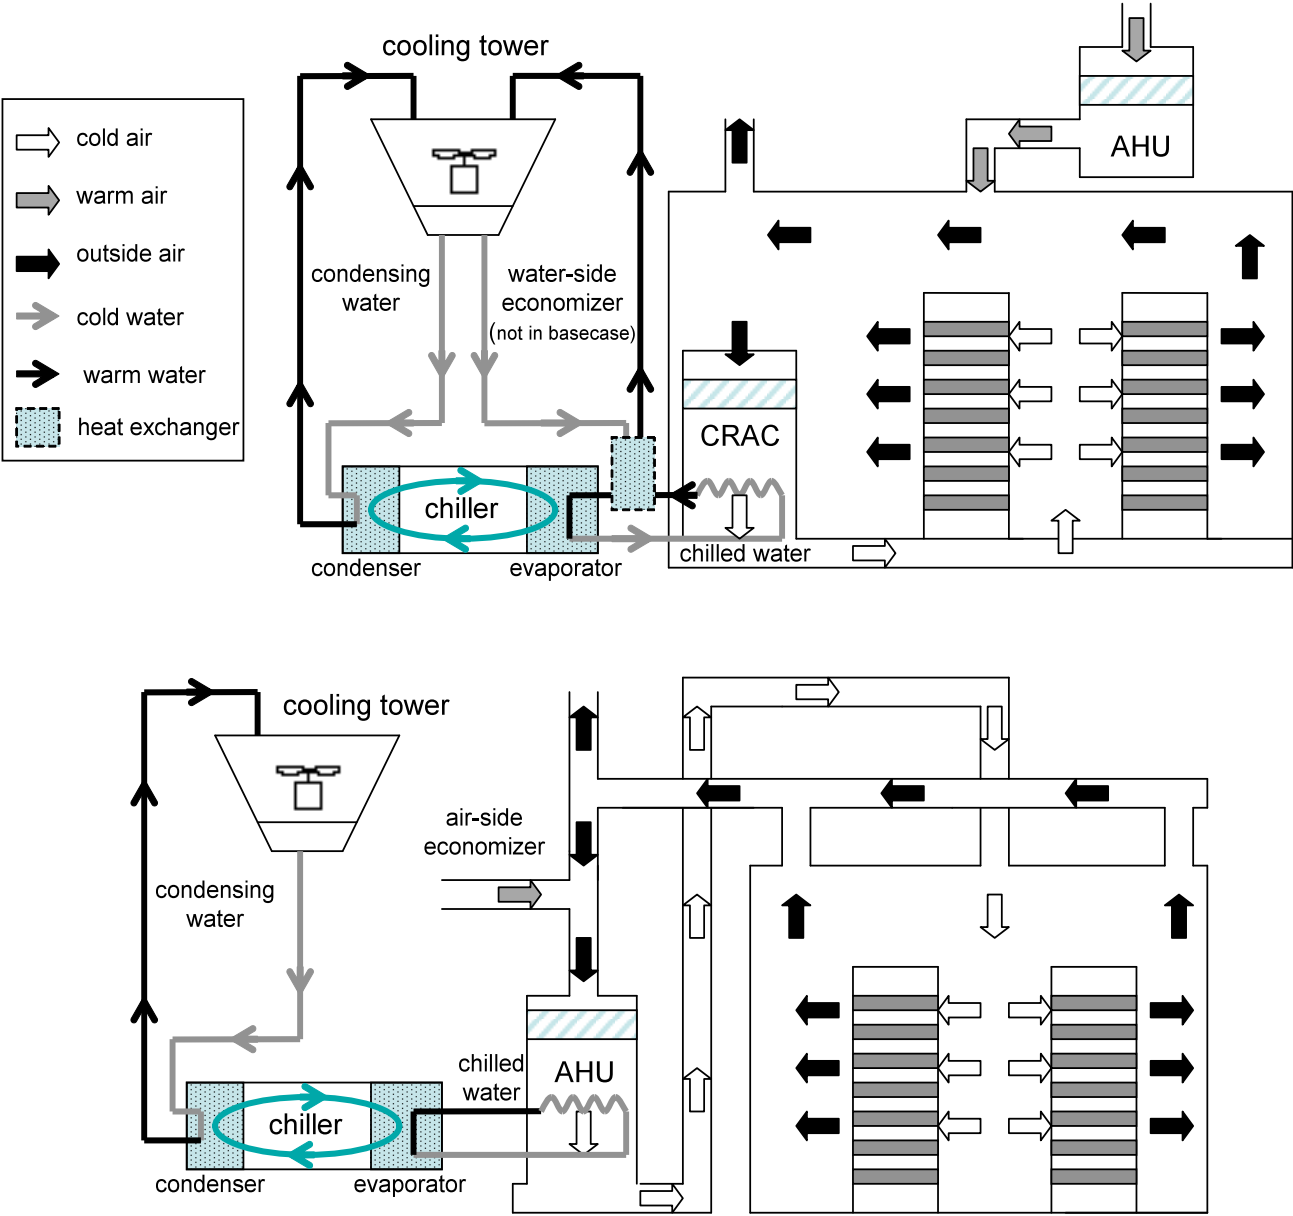 cooling tower
cold air
warm air
outside air
cold water
warm water
heat exchanger
condensing
water
water-side
economizer
(not in basecase)
AHU
CRAC
chiller
chilled water
condenser
evaporator
cooling tower
air-side
economizer
condensing
water
chilled
water
AHU
chiller
condenser
evaporator